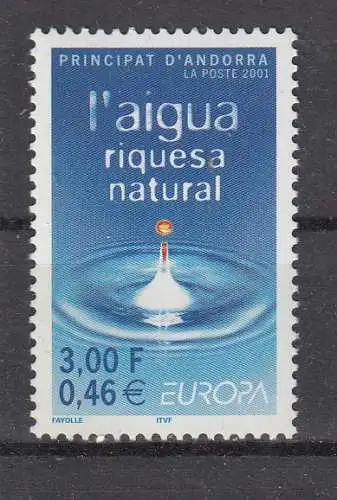 PRINCIPAT D'ANDORRA
LA POSTE 2001
l'aigua
riquesa
natural
3,00 F
0,46 € EUROPA
FAYOLLE ITVF